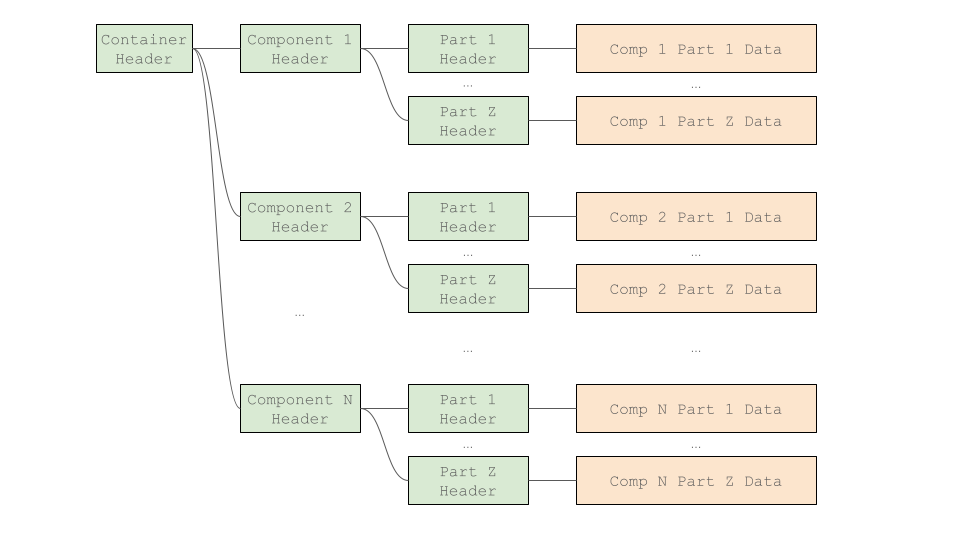 Container
Header
Component 1
Header
Part 1
Header
Comp 1 Part 1 Data
...
...
Part Z
Header
Comp 1 Part Z Data
Component 2
Header
Part 1
Header
Comp 2 Part 1 Data
...
...
Part Z
Header
Comp 2 Part Z Data
...
...
...
Component N
Header
Part 1
Header
Comp N Part 1 Data
...
...
Part Z
Header
Comp N Part Z Data